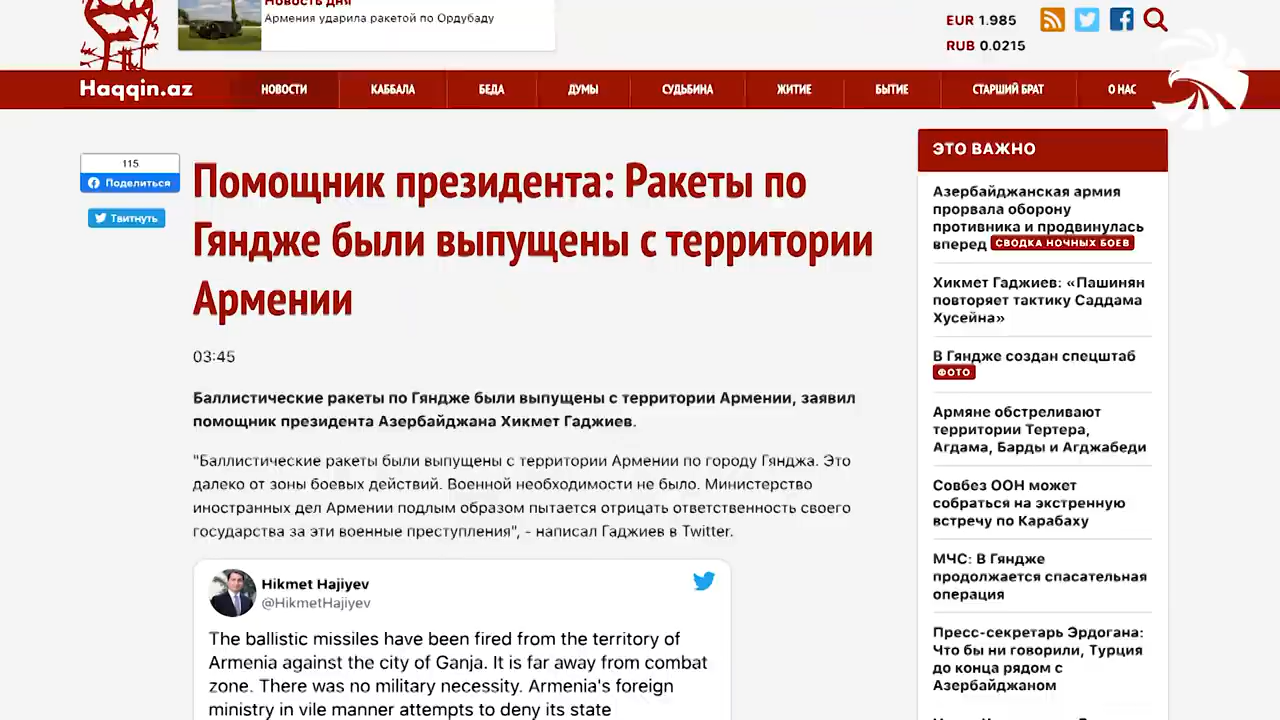 Новость дня
Армения ударила ракетой по Ордубаду
EUR 1.985
RUB 0.0215
Haqqin.az
НОВОСТИ
КАББАЛА
БЕДА
ДУМЫ
СУДЬБИНА
ЖИТИЕ
БЫТИЕ
СТАРШИЙ БРАТ
О НАС
115
Поделиться
Твитнуть
Помощник президента: Ракеты по
Гяндже были выпущены с территории
Армении
03:45
Баллистические ракеты по Гяндже были выпущены с территории Армении, заявил
помощник президента Азербайджана Хикмет Гаджиев.
"Баллистические ракеты были выпущены с территории Армении по городу Гянджа. Это
далеко от зоны боевых действий. Военной необходимости не было. Министерство
иностранных дел Армении подлым образом пытается отрицать ответственность своего
государства за эти военные преступления", - написал Гаджиев в Twitter.
Hikmet Hajiyev
@HikmetHajiyev
The ballistic missiles have been fired from the territory of
Armenia against the city of Ganja. It is far away from combat
zone. There was no military necessity. Armenia's foreign
ministry in vile manner attempts to deny its state
ЭТО ВАЖНО
Азербайджанская армия
прорвала оборону
противника и продвинулась
вперед СВОДКА НОЧНЫХ БОЕВ
Хикмет Гаджиев: «Пашинян
повторяет тактику Саддама
Хусейна»
В Гяндже создан спецштаб
ФОТО
Армяне обстреливают
территории Тертера,
Агдама, Барды и Агджабеди
Совбез ООН может
собраться на экстренную
встречу по Карабаху
МЧС: В Гяндже
продолжается спасательная
операция
Пресс-секретарь Эрдогана:
Что бы ни говорили, Турция
до конца рядом с
Азербайджаном